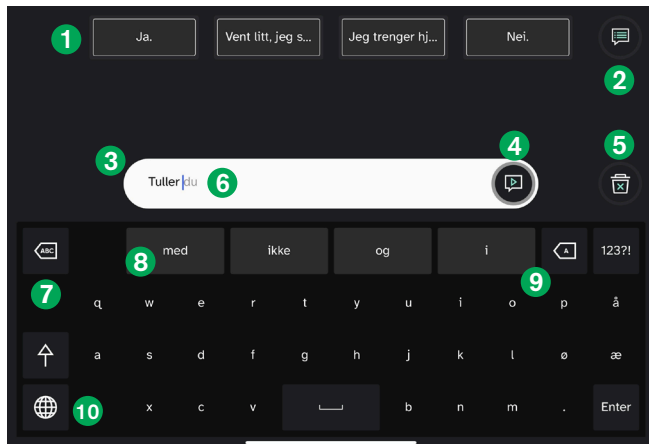 1 Ja. Vent litt, jeg s... Jeg trenger hj... Nei.
2
3 4 5
Tuller du 6
ABC med ikke og i A 123?!
7 8 9
q w e r t y u i o p å
a s d f g h j k l ø æ
10 x c v b n m . Enter